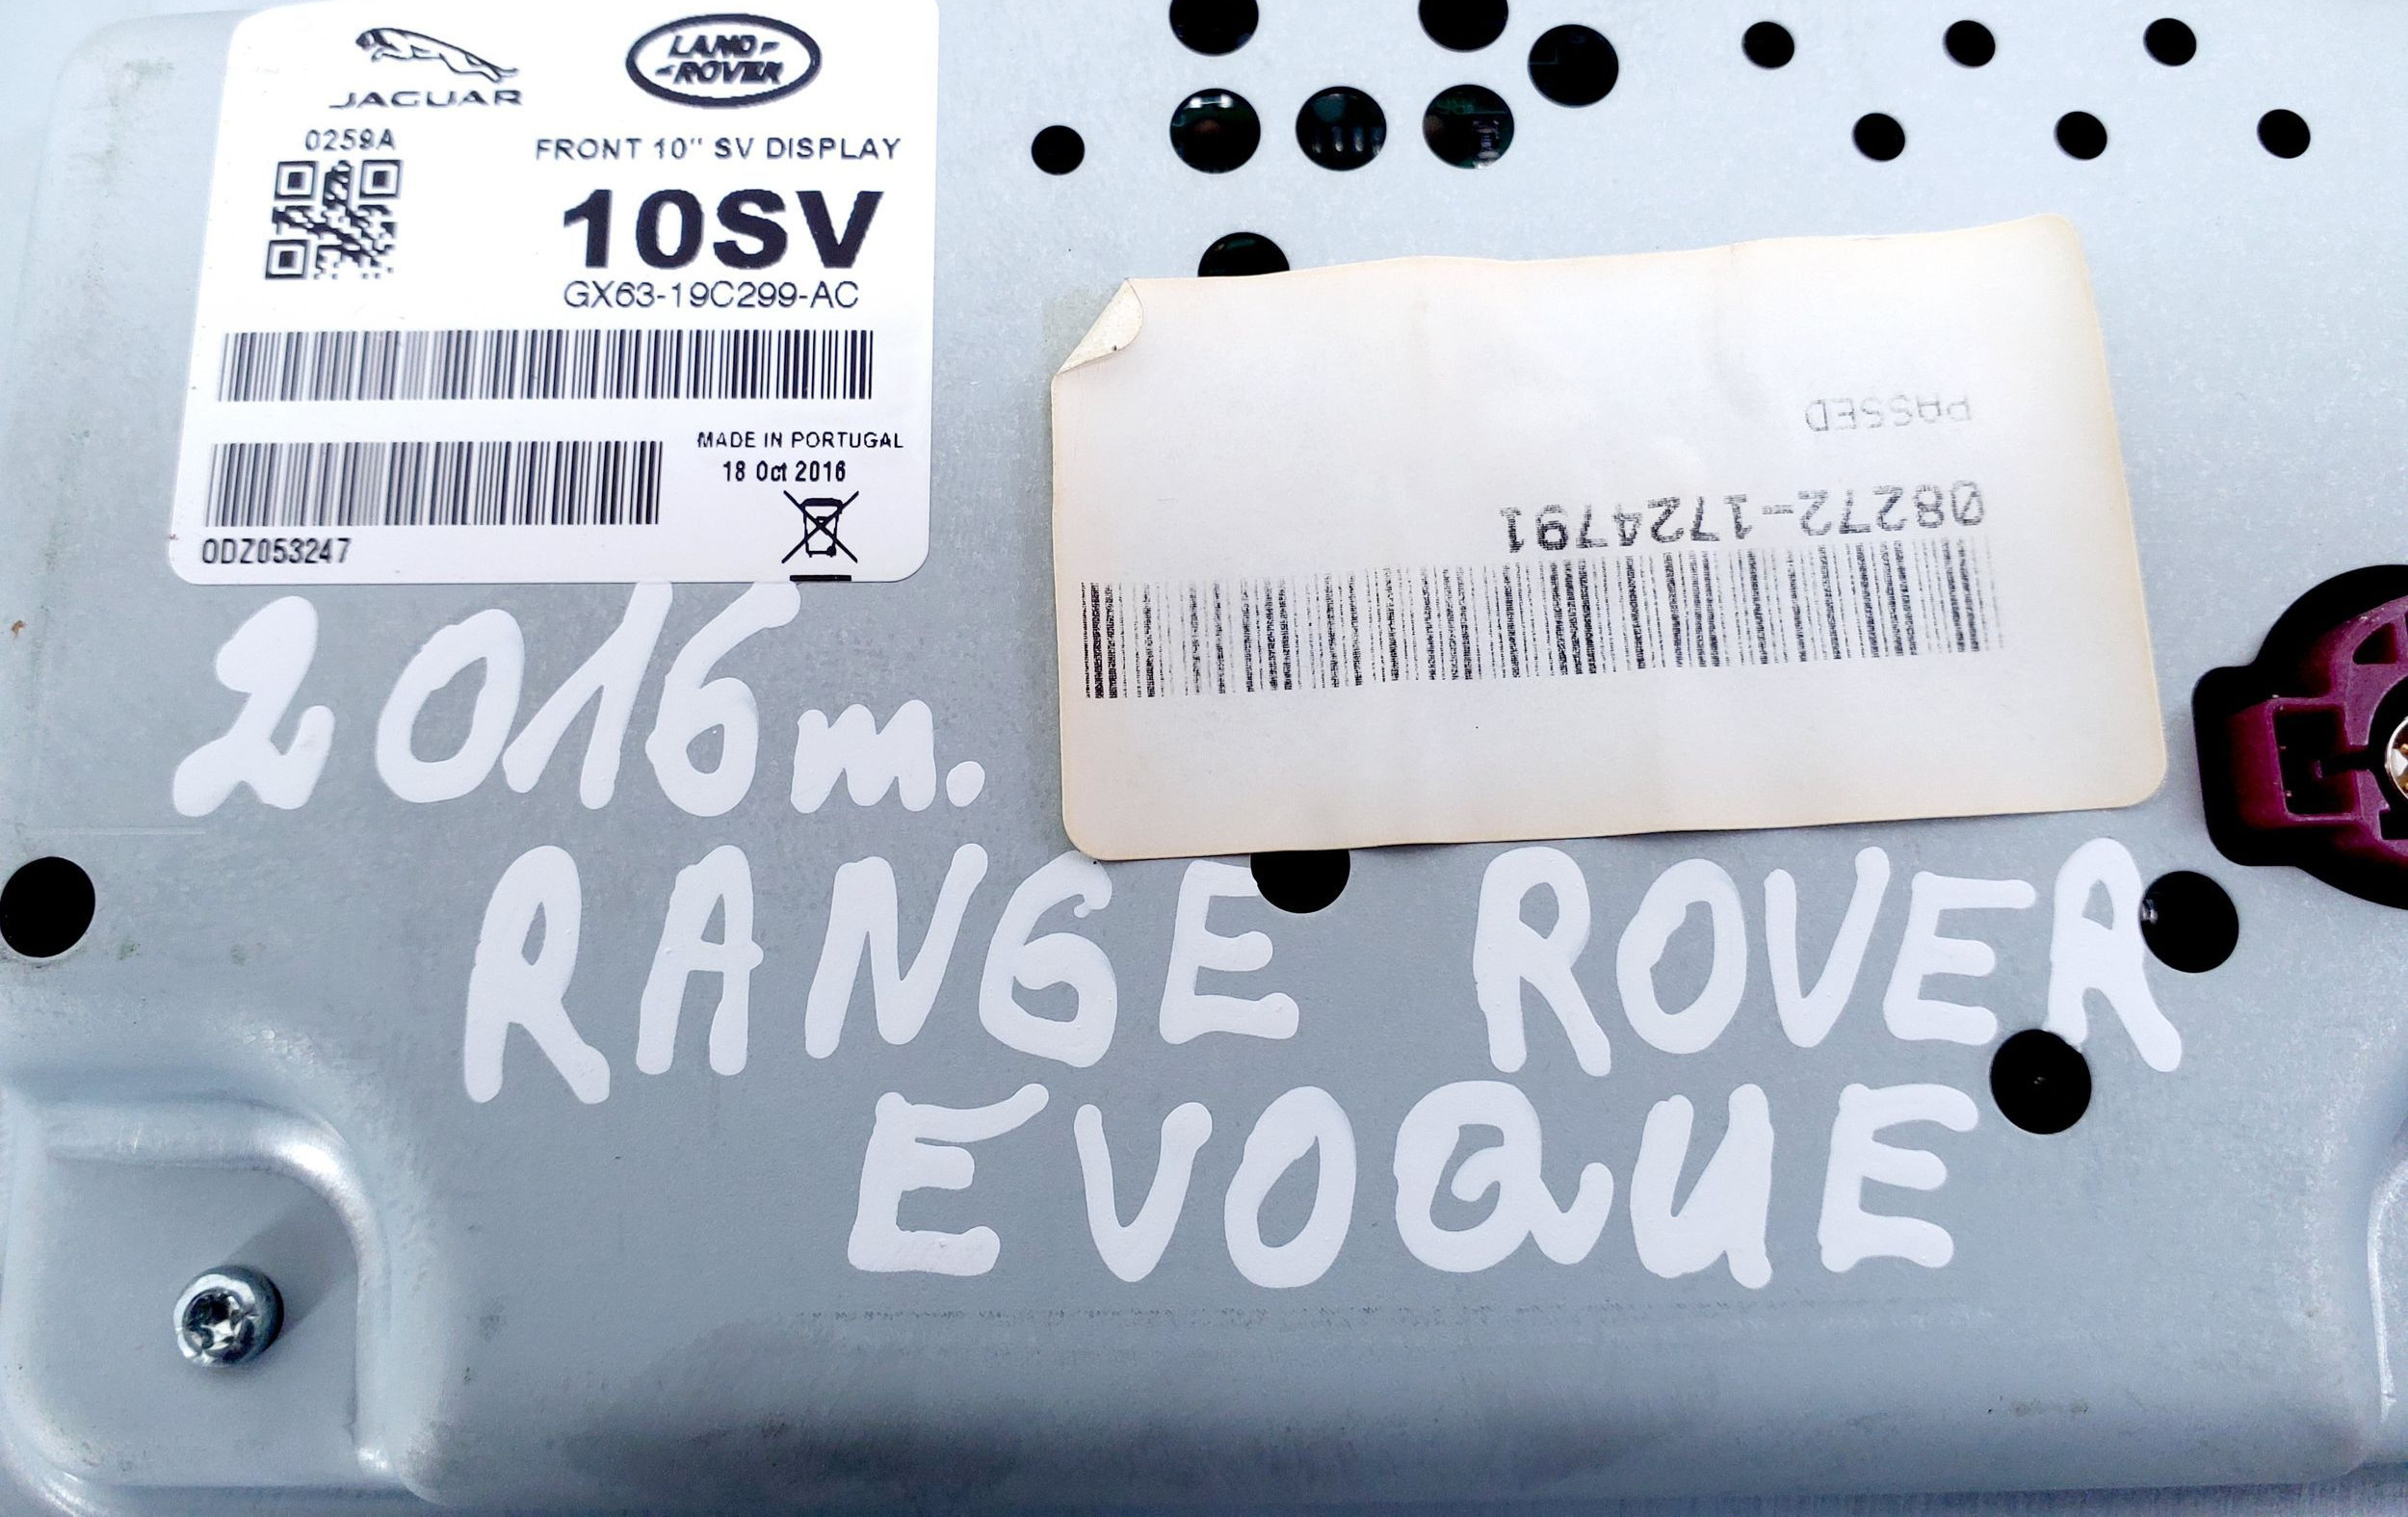 JAGUAR
LAND ROVER
0259A
FRONT 10" SV DISPLAY
10SV
GX63-19C299-AC
MADE IN PORTUGAL
18 Oct 2016
ODZ053247
PASSED
08272-1724791
2016m.
RANGE ROVER
EVOQUE